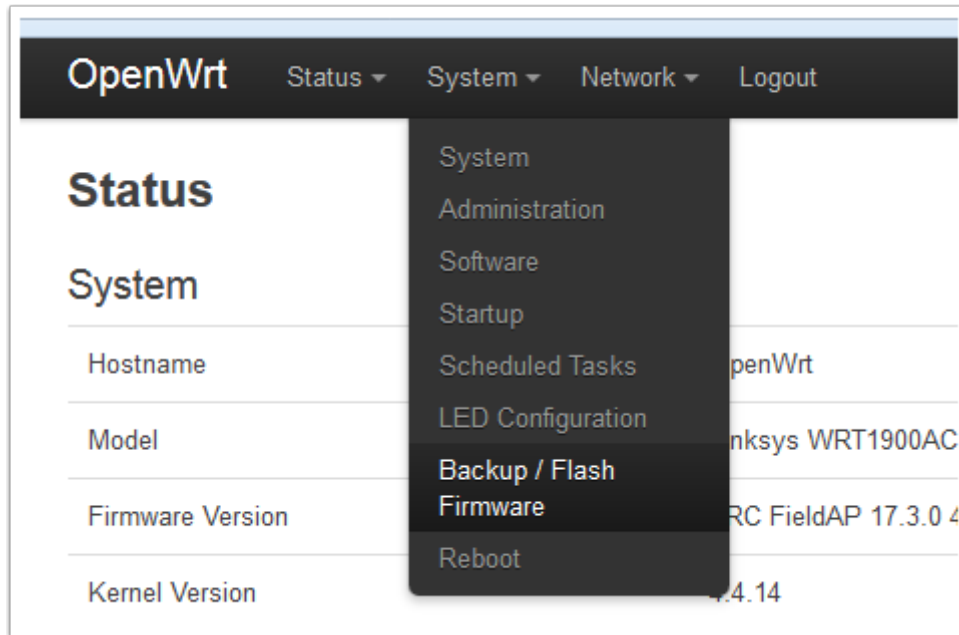 OpenWrt Status System Network Logout
Status
System
Hostname
Model
Firmware Version
Kernel Version
System
Administration
Software
Startup
Scheduled Tasks
LED Configuration
Backup / Flash
Firmware
Reboot
penWrt
nksys WRT1900AC
RC FieldAP 17.3.0 4
4.4.14